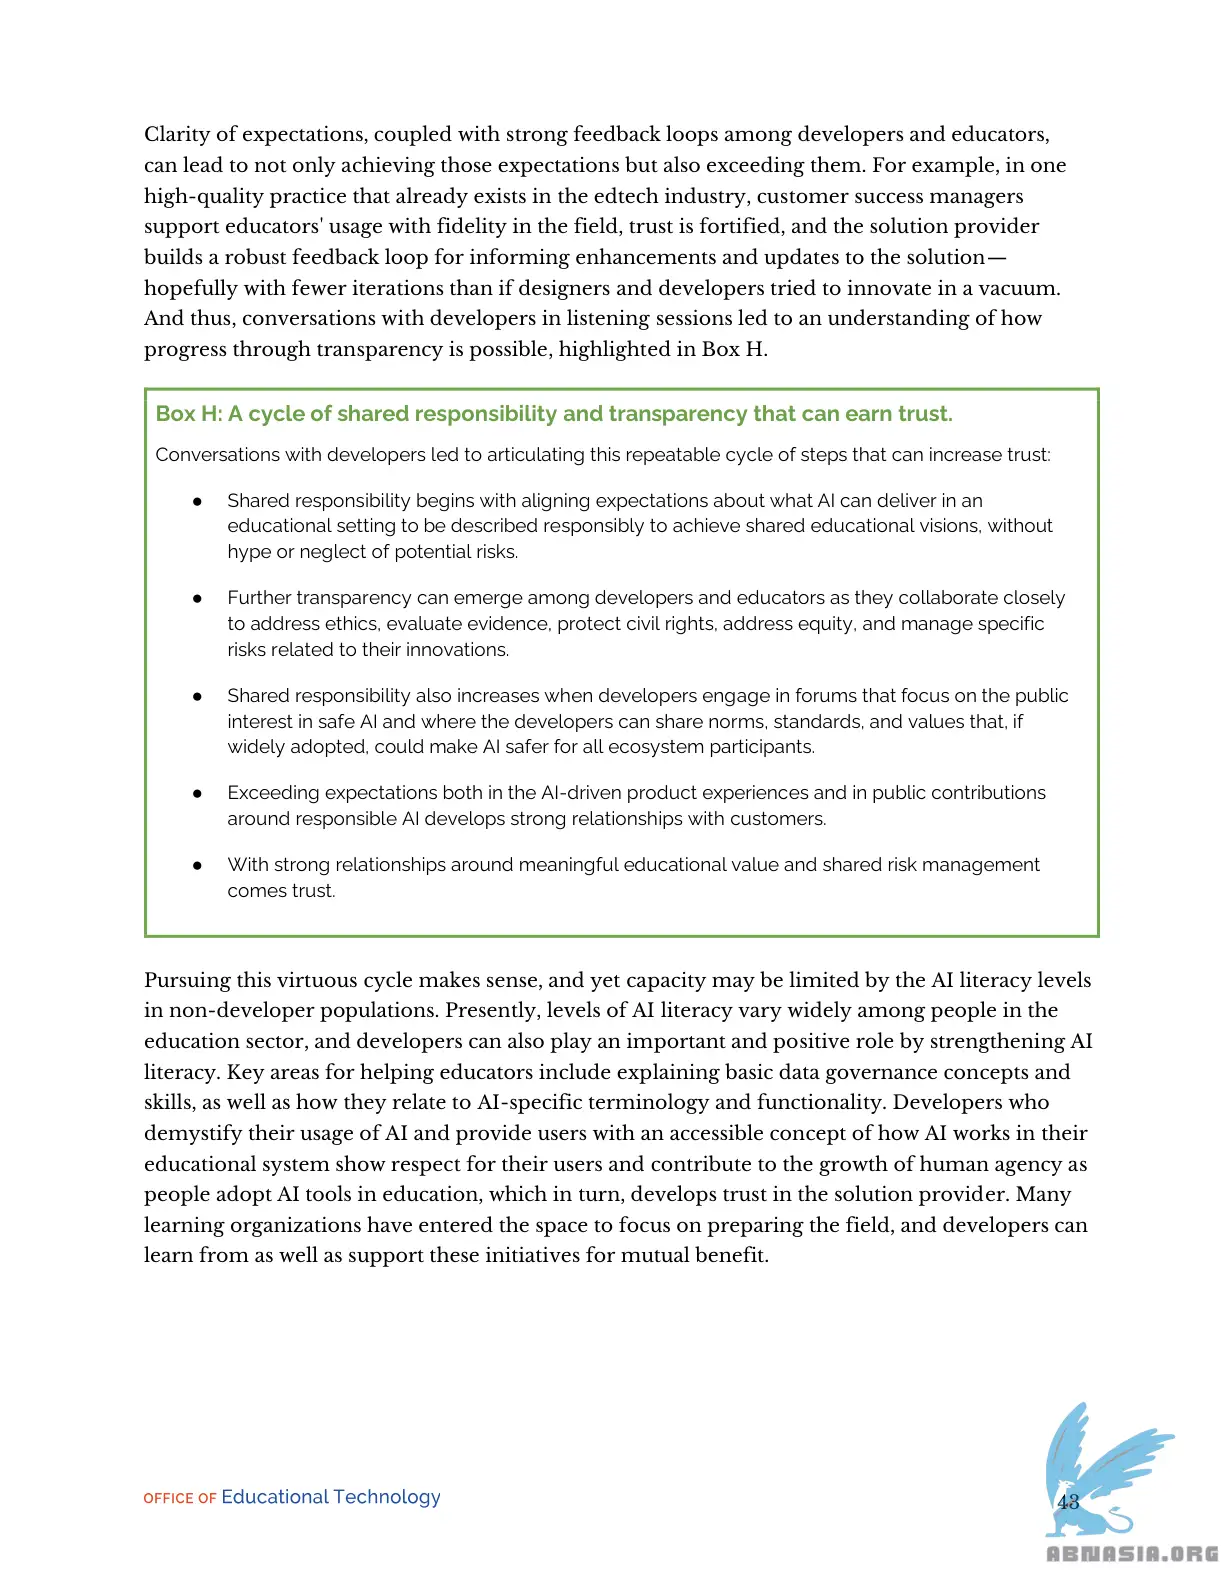 Clarity of expectations, coupled with strong feedback loops among developers and educators,
can lead to not only achieving those expectations but also exceeding them. For example, in one
high-quality practice that already exists in the edtech industry, customer success managers
support educators' usage with fidelity in the field, trust is fortified, and the solution provider
builds a robust feedback loop for informing enhancements and updates to the solution—
hopefully with fewer iterations than if designers and developers tried to innovate in a vacuum.
And thus, conversations with developers in listening sessions led to an understanding of how
progress through transparency is possible, highlighted in Box H.
Box H: A cycle of shared responsibility and transparency that can earn trust.
Conversations with developers led to articulating this repeatable cycle of steps that can increase trust:
● Shared responsibility begins with aligning expectations about what AI can deliver in an
educational setting to be described responsibly to achieve shared educational visions, without
hype or neglect of potential risks.
● Further transparency can emerge among developers and educators as they collaborate closely
to address ethics, evaluate evidence, protect civil rights, address equity, and manage specific
risks related to their innovations.
● Shared responsibility also increases when developers engage in forums that focus on the public
interest in safe AI and where the developers can share norms, standards, and values that, if
widely adopted, could make AI safer for all ecosystem participants.
● Exceeding expectations both in the AI-driven product experiences and in public contributions
around responsible AI develops strong relationships with customers.
● With strong relationships around meaningful educational value and shared risk management
comes trust.
Pursuing this virtuous cycle makes sense, and yet capacity may be limited by the AI literacy levels
in non-developer populations. Presently, levels of AI literacy vary widely among people in the
education sector, and developers can also play an important and positive role by strengthening AI
literacy. Key areas for helping educators include explaining basic data governance concepts and
skills, as well as how they relate to AI-specific terminology and functionality. Developers who
demystify their usage of AI and provide users with an accessible concept of how AI works in their
educational system show respect for their users and contribute to the growth of human agency as
people adopt AI tools in education, which in turn, develops trust in the solution provider. Many
learning organizations have entered the space to focus on preparing the field, and developers can
learn from as well as support these initiatives for mutual benefit.
OFFICE OF Educational Technology
43
ABNASIA.ORG